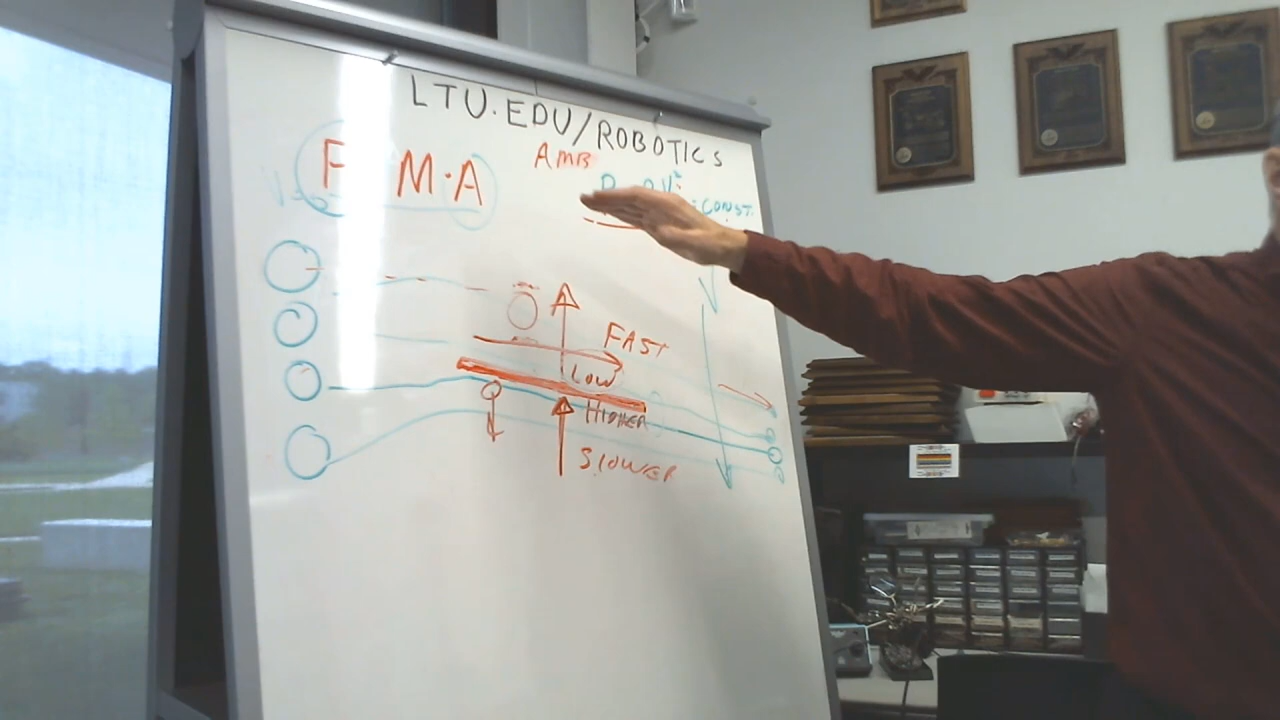 LTU.EDU/ROBOTICS
F M·A
AMB
CONST.
FAST
LOW
HIGHER
SLOWER